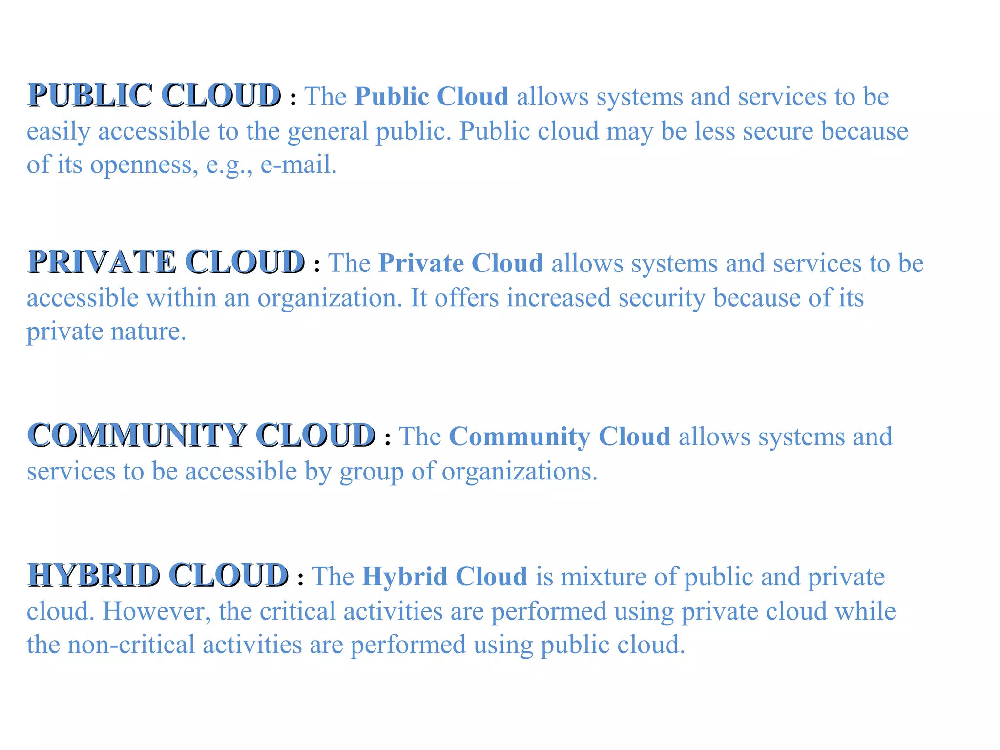 PUBLIC CLOUD : The Public Cloud allows systems and services to be
easily accessible to the general public. Public cloud may be less secure because
of its openness, e.g., e-mail.
PRIVATE CLOUD : The Private Cloud allows systems and services to be
accessible within an organization. It offers increased security because of its
private nature.
COMMUNITY CLOUD : The Community Cloud allows systems and
services to be accessible by group of organizations.
HYBRID CLOUD : The Hybrid Cloud is mixture of public and private
cloud. However, the critical activities are performed using private cloud while
the non-critical activities are performed using public cloud.